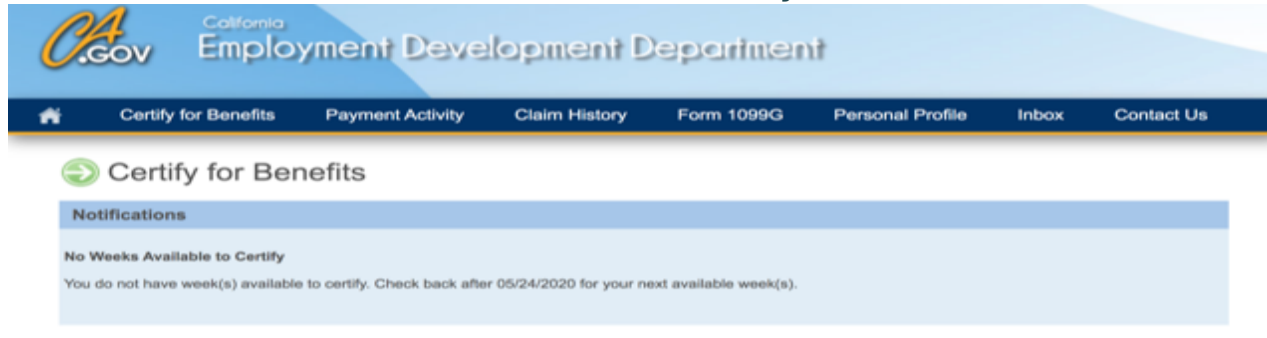 CA.GOV
California
Employment Development Department
Certify for Benefits Payment Activity Claim History Form 1099G Personal Profile Inbox Contact Us
Certify for Benefits
Notifications
No Weeks Available to Certify
You do not have week(s) available to certify. Check back after 05/24/2020 for your next available week(s).